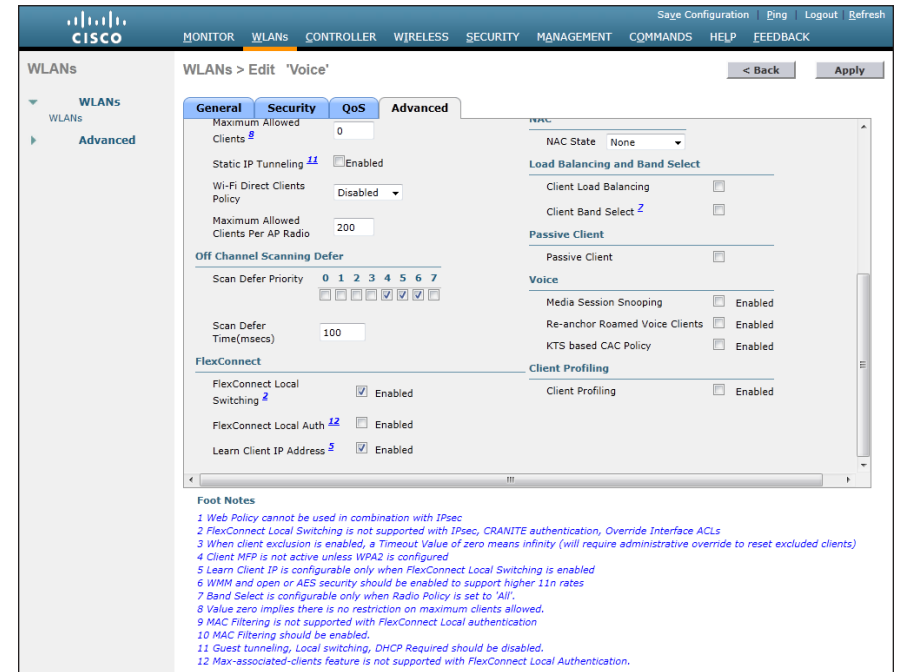 Save Configuration | Ping | Logout | Refresh
CISCO
MONITOR WLANs CONTROLLER WIRELESS SECURITY MANAGEMENT COMMANDS HELP FEEDBACK
WLANs
WLANs
WLANs
Advanced
WLANs > Edit 'Voice'
< Back
Apply
General
Security
QoS
Advanced
Maximum Allowed
Clients 8
0
Static IP Tunneling 11
Enabled
Wi-Fi Direct Clients
Policy
Disabled
Maximum Allowed
Clients Per AP Radio
200
Off Channel Scanning Defer
Scan Defer Priority 0 1 2 3 4 5 6 7
Scan Defer
Time(msecs)
100
FlexConnect
FlexConnect Local
Switching 2
Enabled
FlexConnect Local Auth 12
Enabled
Learn Client IP Address 5
Enabled
NAC
NAC State
None
Load Balancing and Band Select
Client Load Balancing
Client Band Select 7
Passive Client
Passive Client
Voice
Media Session Snooping
Enabled
Re-anchor Roamed Voice Clients
Enabled
KTS based CAC Policy
Enabled
Client Profiling
Client Profiling
Enabled
Foot Notes
1 Web Policy cannot be used in combination with IPsec
2 FlexConnect Local Switching is not supported with IPsec, CRANITE authentication, Override Interface ACLs
3 When client exclusion is enabled, a Timeout Value of zero means infinity (will require administrative override to reset excluded clients)
4 Client MFP is not active unless WPA2 is configured
5 Learn Client IP is configurable only when FlexConnect Local Switching is enabled
6 WMM and open or AES security should be enabled to support higher 11n rates
7 Band Select is configurable only when Radio Policy is set to 'All'.
8 Value zero implies there is no restriction on maximum clients allowed.
9 MAC Filtering is not supported with FlexConnect Local authentication
10 MAC Filtering should be enabled.
11 Guest tunneling, Local switching, DHCP Required should be disabled.
12 Max-associated-clients feature is not supported with FlexConnect Local Authentication.